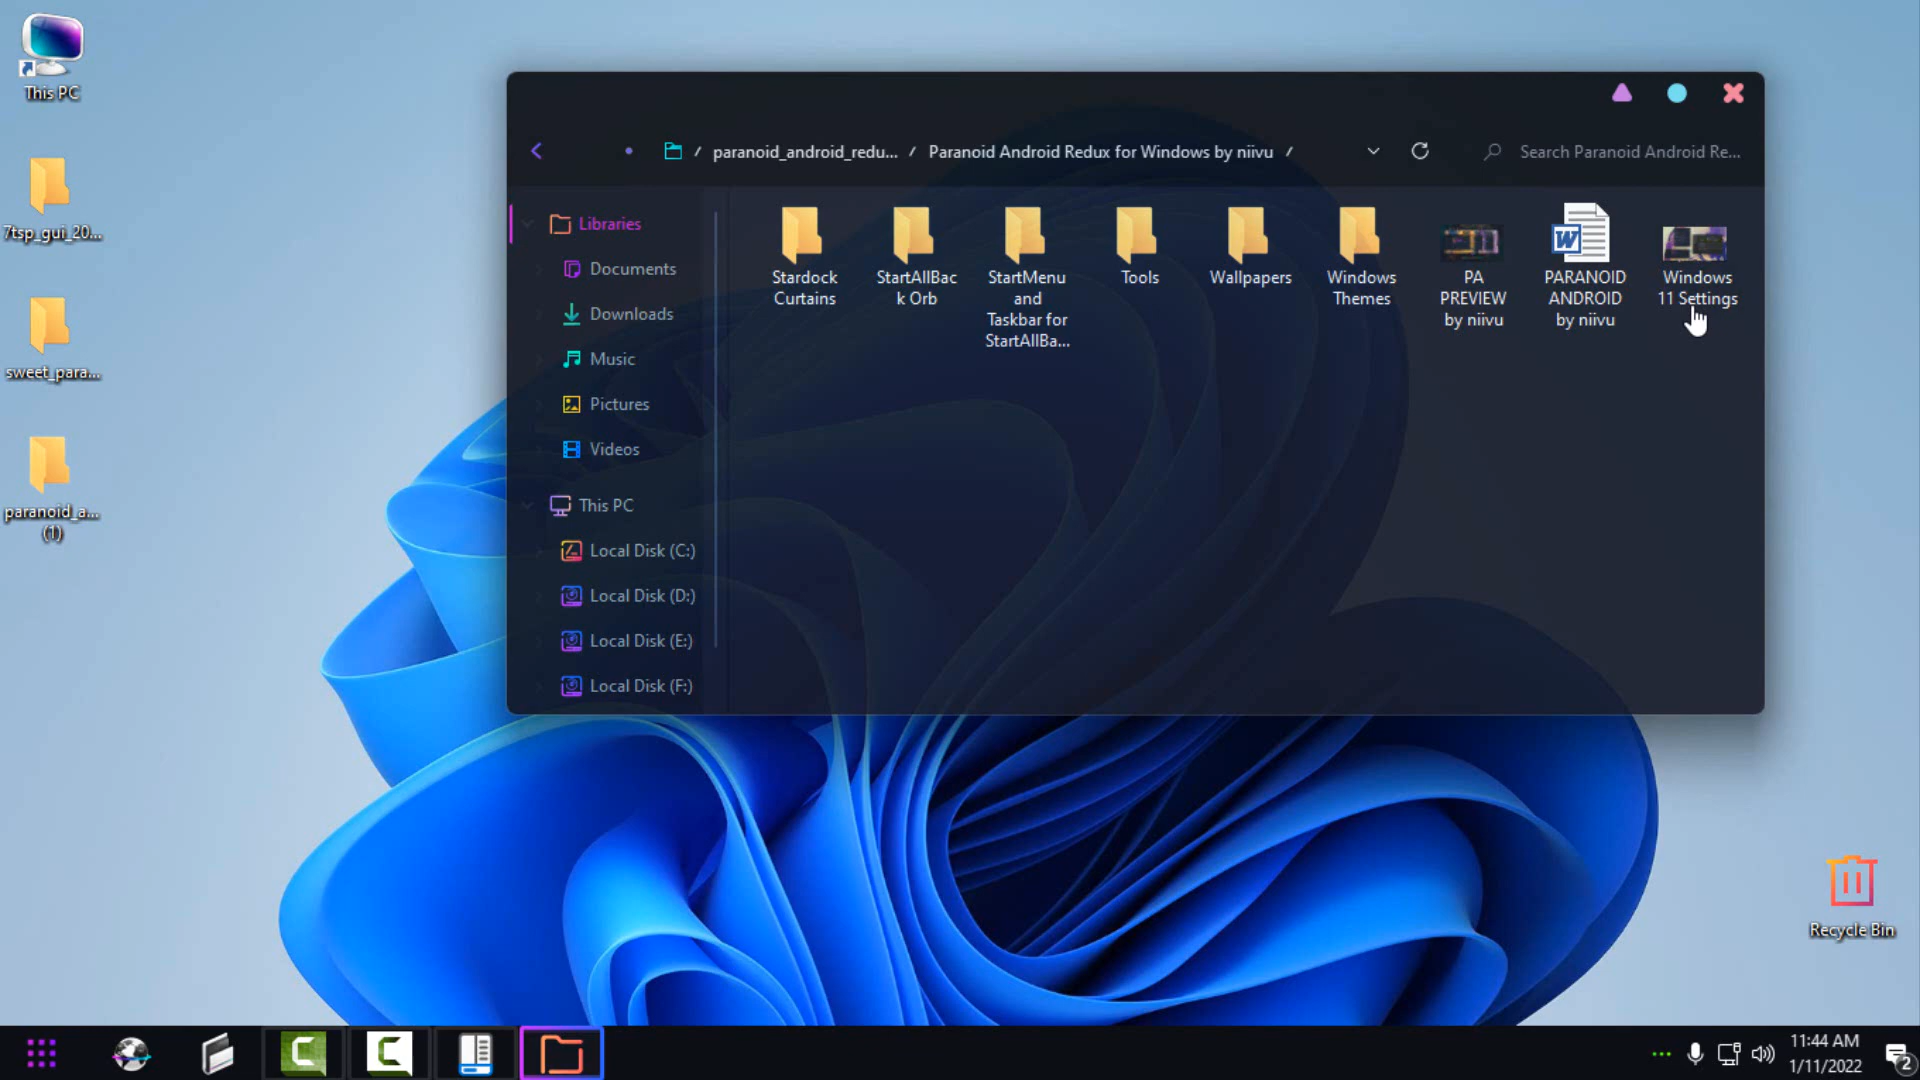 This PC
7tsp_gui_20...
sweet_para...
paranoid_a...
(1)
/ paranoid_android_redu... / Paranoid Android Redux for Windows by niivu /
Search Paranoid Android Re...
Libraries
Documents
Downloads
Music
Pictures
Videos
This PC
Local Disk (C:)
Local Disk (D:)
Local Disk (E:)
Local Disk (F:)
Stardock
Curtains
StartAllBac
k Orb
StartMenu
and
Taskbar for
StartAllBa...
Tools
Wallpapers
Windows
Themes
PA
PREVIEW
by niivu
W
PARANOID
ANDROID
by niivu
Windows
11 Settings
Recycle Bin
C
C
11:44 AM
1/11/2022
2